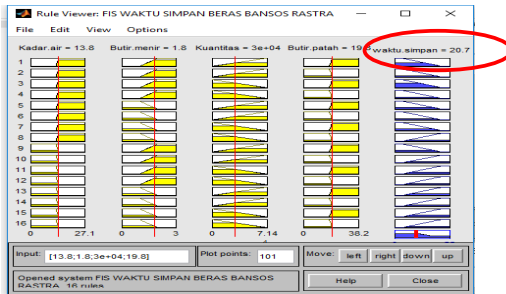 Rule Viewer: FIS WAKTU SIMPAN BERAS BANSOS RASTRA
File Edit View Options
Kadar.air = 13.8 Butir.menir = 1.8 Kuantitas = 3e+04 Butir.patah = 19.8 waktu.simpan = 20.7
1
2
3
4
5
6
7
8
9
10
11
12
13
14
15
16
0 27.1 0 3 0 7.14 0 38.2
Input: [13.8;1.8;3e+04;19.8] Plot points: 101 Move: left right down up
Opened system FIS WAKTU SIMPAN BERAS BANSOS
RASTRA, 16 rules
Help Close